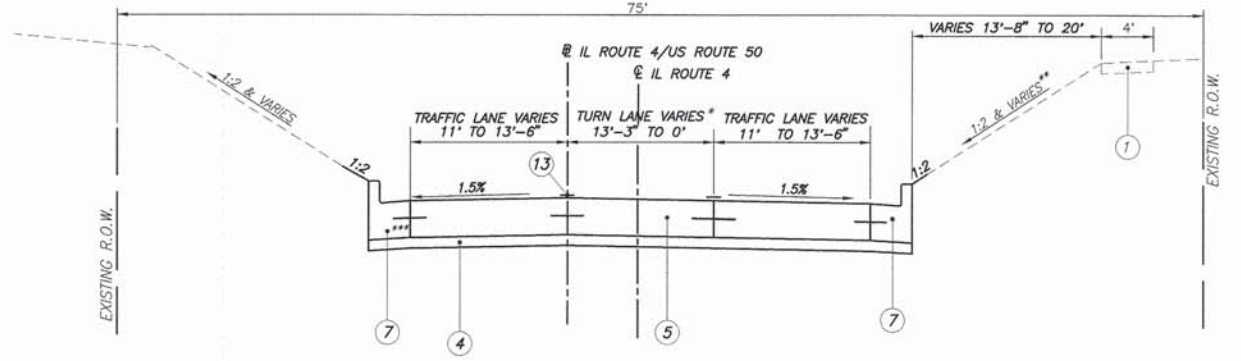 75'
VARIES 13'-8" TO 20'
4'
℄ IL ROUTE 4/US ROUTE 50
℄ IL ROUTE 4
1:2 & VARIES
1:2 & VARIES**
TRAFFIC LANE VARIES
11' TO 13'-6"
TURN LANE VARIES*
13'-3" TO 0'
TRAFFIC LANE VARIES
11' TO 13'-6"
1
EXISTING R.O.W.
1:2
13
1:2
1.5%
1.5%
***
EXISTING R.O.W.
7
4
5
7